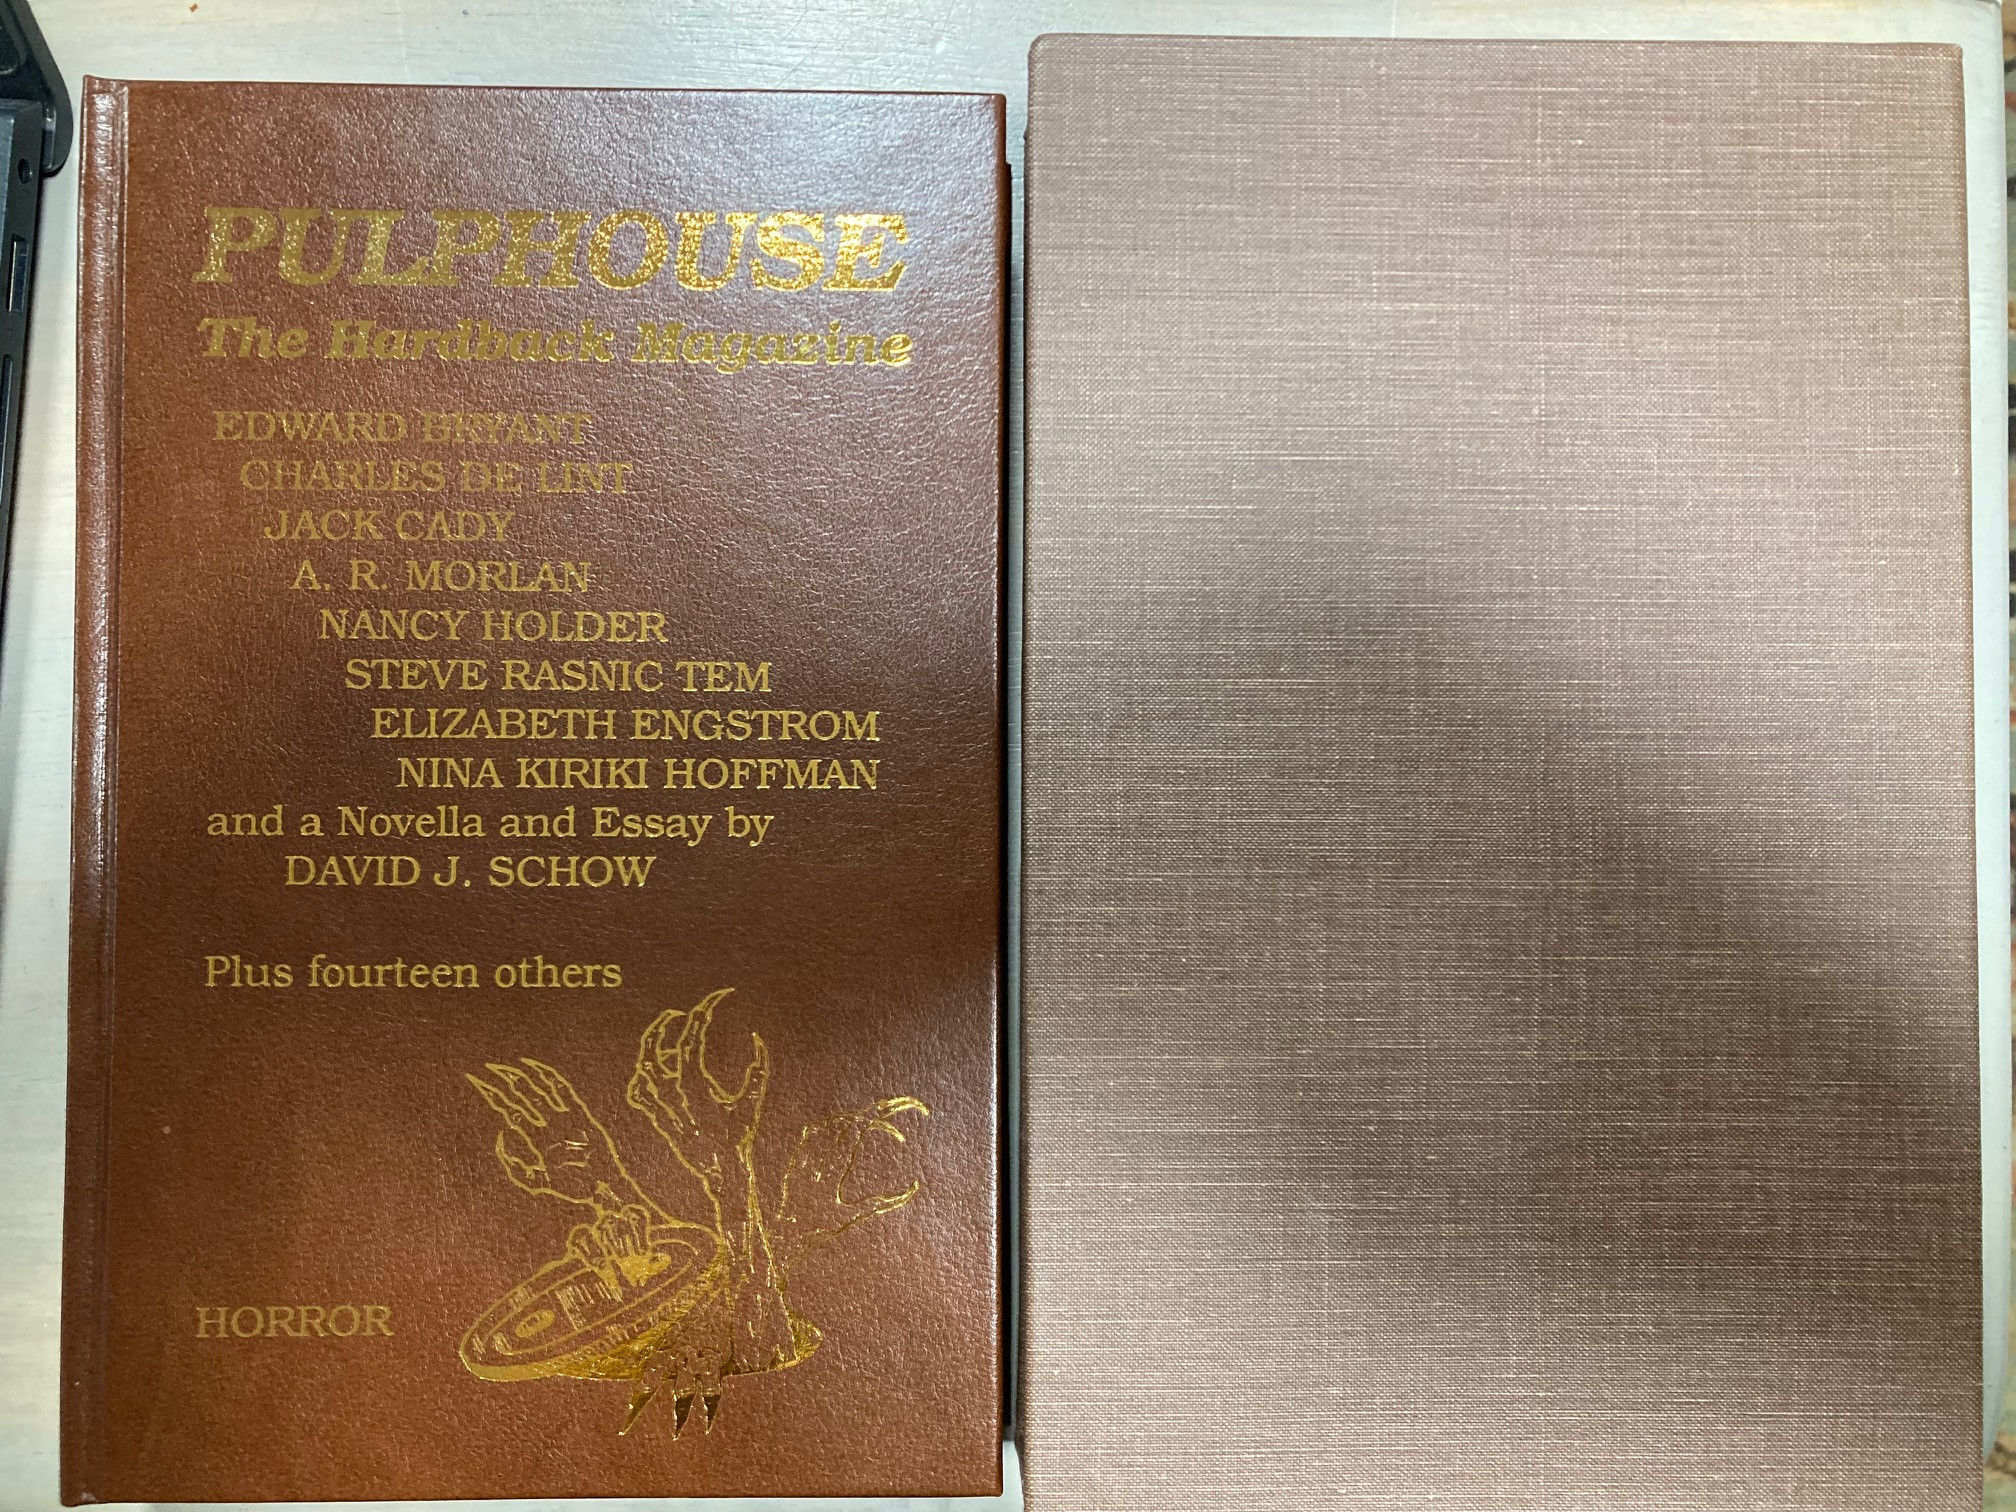 PULPHOUSE
The Hardback Magazine
EDWARD BRYANT
CHARLES DE LINT
JACK CADY
A. R. MORLAN
NANCY HOLDER
STEVE RASNIC TEM
ELIZABETH ENGSTROM
NINA KIRIKI HOFFMAN
and a Novella and Essay by
DAVID J. SCHOW
Plus fourteen others
HORROR